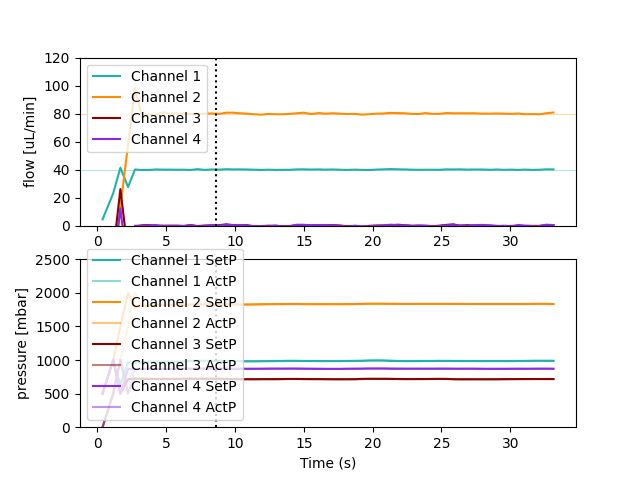 120
100
80
60
40
20
0
flow [uL/min]
Channel 1
Channel 2
Channel 3
Channel 4
0 5 10 15 20 25 30
2500
2000
1500
1000
500
0
pressure [mbar]
Channel 1 SetP
Channel 1 ActP
Channel 2 SetP
Channel 2 ActP
Channel 3 SetP
Channel 3 ActP
Channel 4 SetP
Channel 4 ActP
0 5 10 15 20 25 30
Time (s)